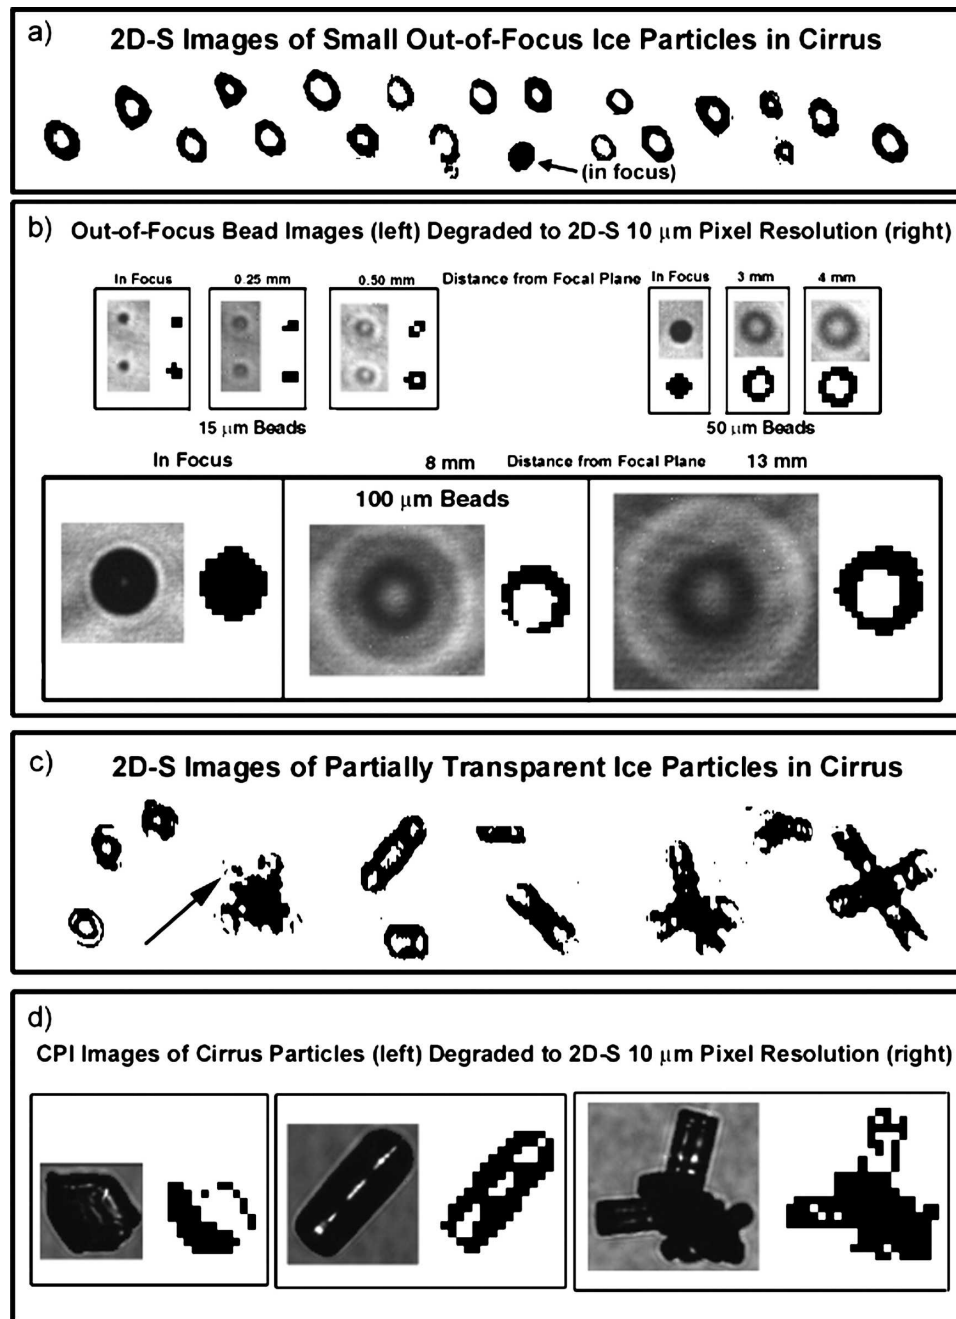 a)
2D-S Images of Small Out-of-Focus Ice Particles in Cirrus
(in focus)
b)
Out-of-Focus Bead Images (left) Degraded to 2D-S 10 μm Pixel Resolution (right)
In Focus 0.25 mm 0.50 mm Distance from Focal Plane In Focus 3 mm 4 mm
15 μm Beads 50 μm Beads
In Focus 8 mm Distance from Focal Plane 13 mm
100 μm Beads
c)
2D-S Images of Partially Transparent Ice Particles in Cirrus
d)
CPI Images of Cirrus Particles (left) Degraded to 2D-S 10 μm Pixel Resolution (right)